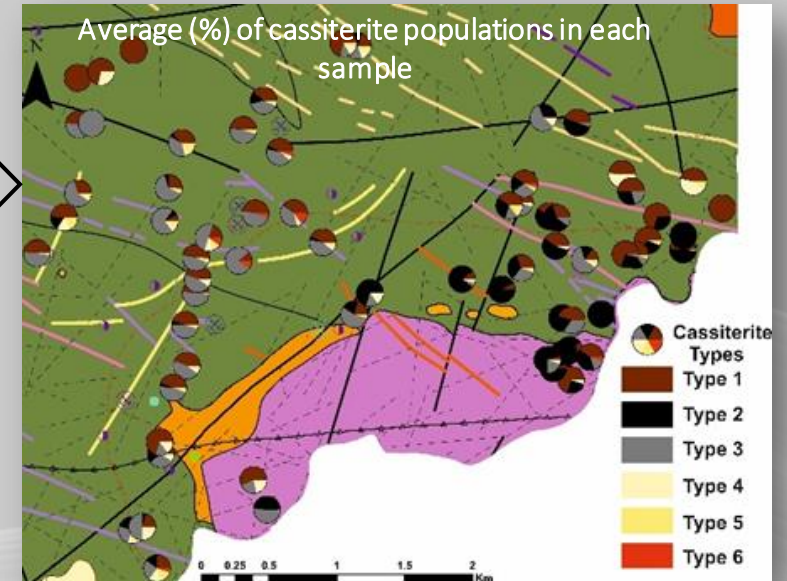 Average (%) of cassiterite populations in each
sample
N
Cassiterite
Types
Type 1
Type 2
Type 3
Type 4
Type 5
Type 6
0 0.25 0.5 1 1.5 2
Km